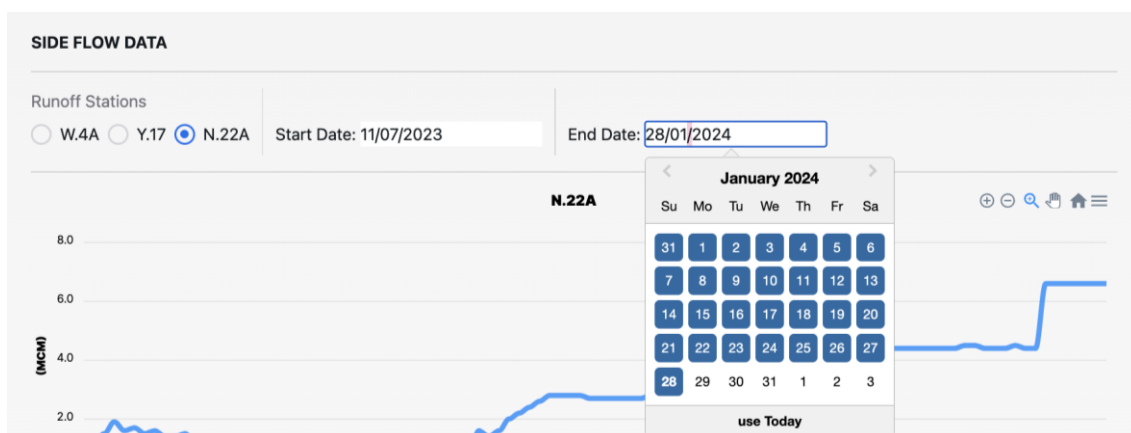 SIDE FLOW DATA
Runoff Stations
W.4A Y.17 N.22A Start Date: 11/07/2023 End Date: 28/01/2024
January 2024
N.22A
Su Mo Tu We Th Fr Sa
8.0
31 1 2 3 4 5 6
7 8 9 10 11 12 13
6.0
14 15 16 17 18 19 20
(MCM)
4.0
21 22 23 24 25 26 27
28 29 30 31 1 2 3
2.0
use Today